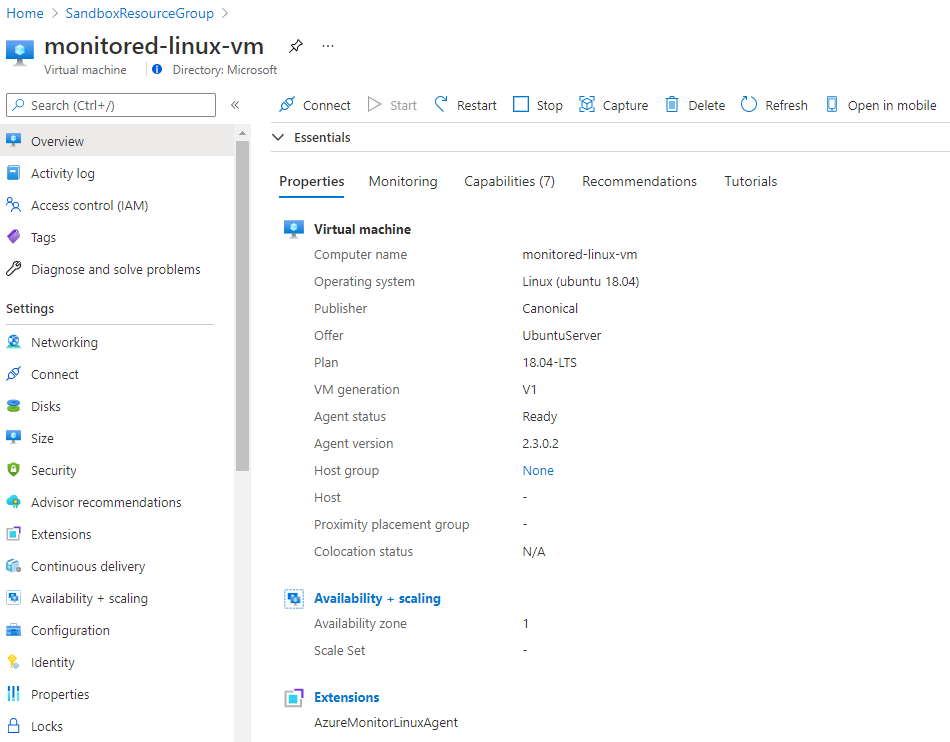 Home > SandboxResourceGroup >
monitored-linux-vm ...
Virtual machine | Directory: Microsoft
Search (Ctrl+/) «
Overview
Activity log
Access control (IAM)
Tags
Diagnose and solve problems
Settings
Networking
Connect
Disks
Size
Security
Advisor recommendations
Extensions
Continuous delivery
Availability + scaling
Configuration
Identity
Properties
Locks
Connect Start Restart Stop Capture Delete Refresh Open in mobile
Essentials
Properties Monitoring Capabilities (7) Recommendations Tutorials
Virtual machine
Computer name monitored-linux-vm
Operating system Linux (ubuntu 18.04)
Publisher Canonical
Offer UbuntuServer
Plan 18.04-LTS
VM generation V1
Agent status Ready
Agent version 2.3.0.2
Host group None
Host -
Proximity placement group -
Colocation status N/A
Availability + scaling
Availability zone 1
Scale Set -
Extensions
AzureMonitorLinuxAgent